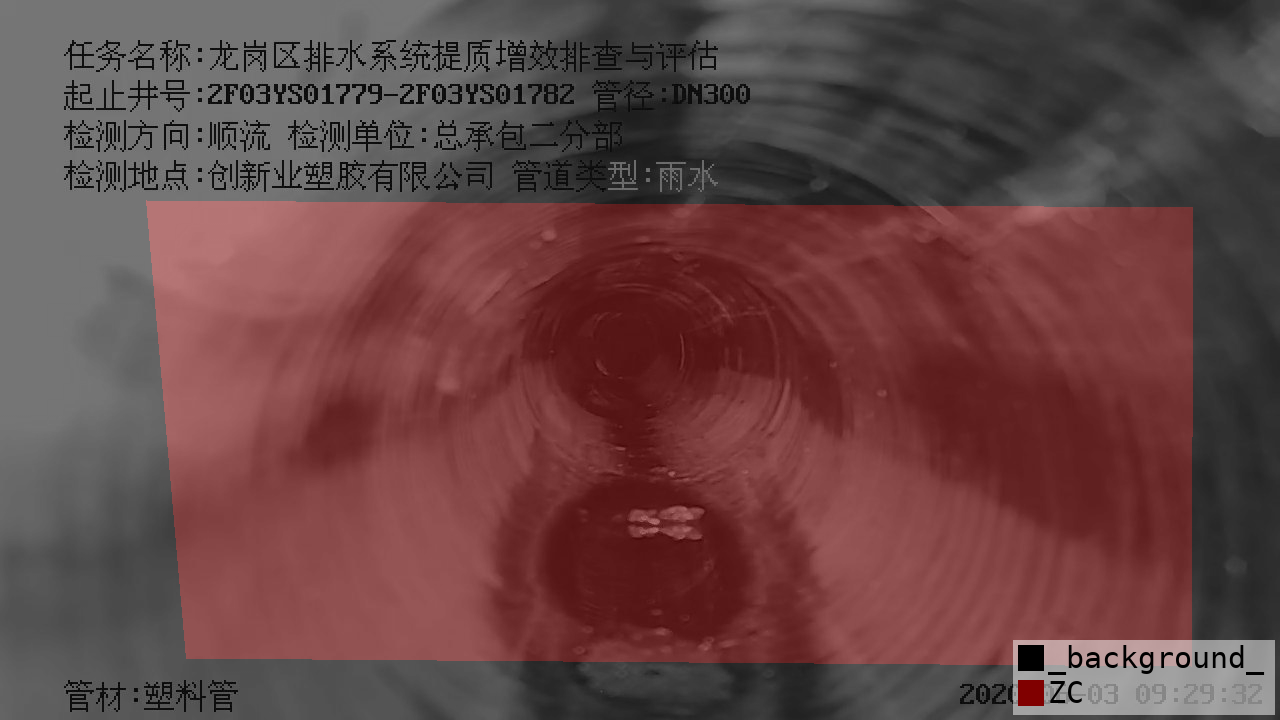 任务名称:龙岗区排水系统提质增效排查与评估
起止井号:2F03YS01779-2F03YS01782 管径:DN300
检测方向:顺流 检测单位:总承包二分部
检测地点:创新业塑胶有限公司 管道类型:雨水
_background_
ZC
管材:塑料管
03 09:29:32